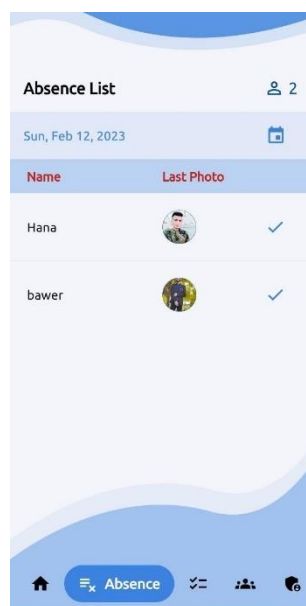 Absence List 2
Sun, Feb 12, 2023
Name Last Photo
Hana
bawer
Absence